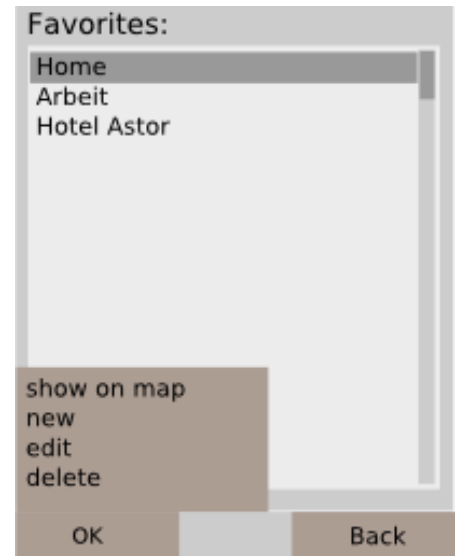 Favorites:
Home
Arbeit
Hotel Astor
show on map
new
edit
delete
OK
Back